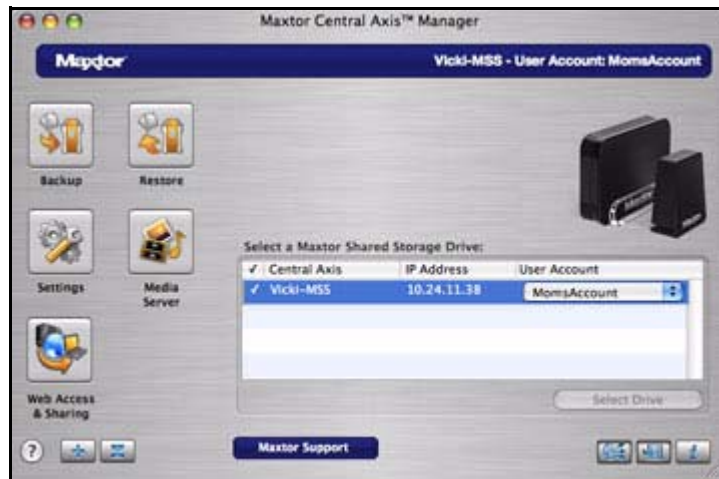 Maxtor Central Axis™ Manager
Maxtor
Vicki-MSS - User Account: MomsAccount
Backup
Restore
Select a Maxtor Shared Storage Drive:
✓ Central Axis IP Address User Account
✓ Vicki-MSS 10.24.11.38 MomsAccount
Settings
Media
Server
Web Access
& Sharing
Select Drive
?
Maxtor Support
i